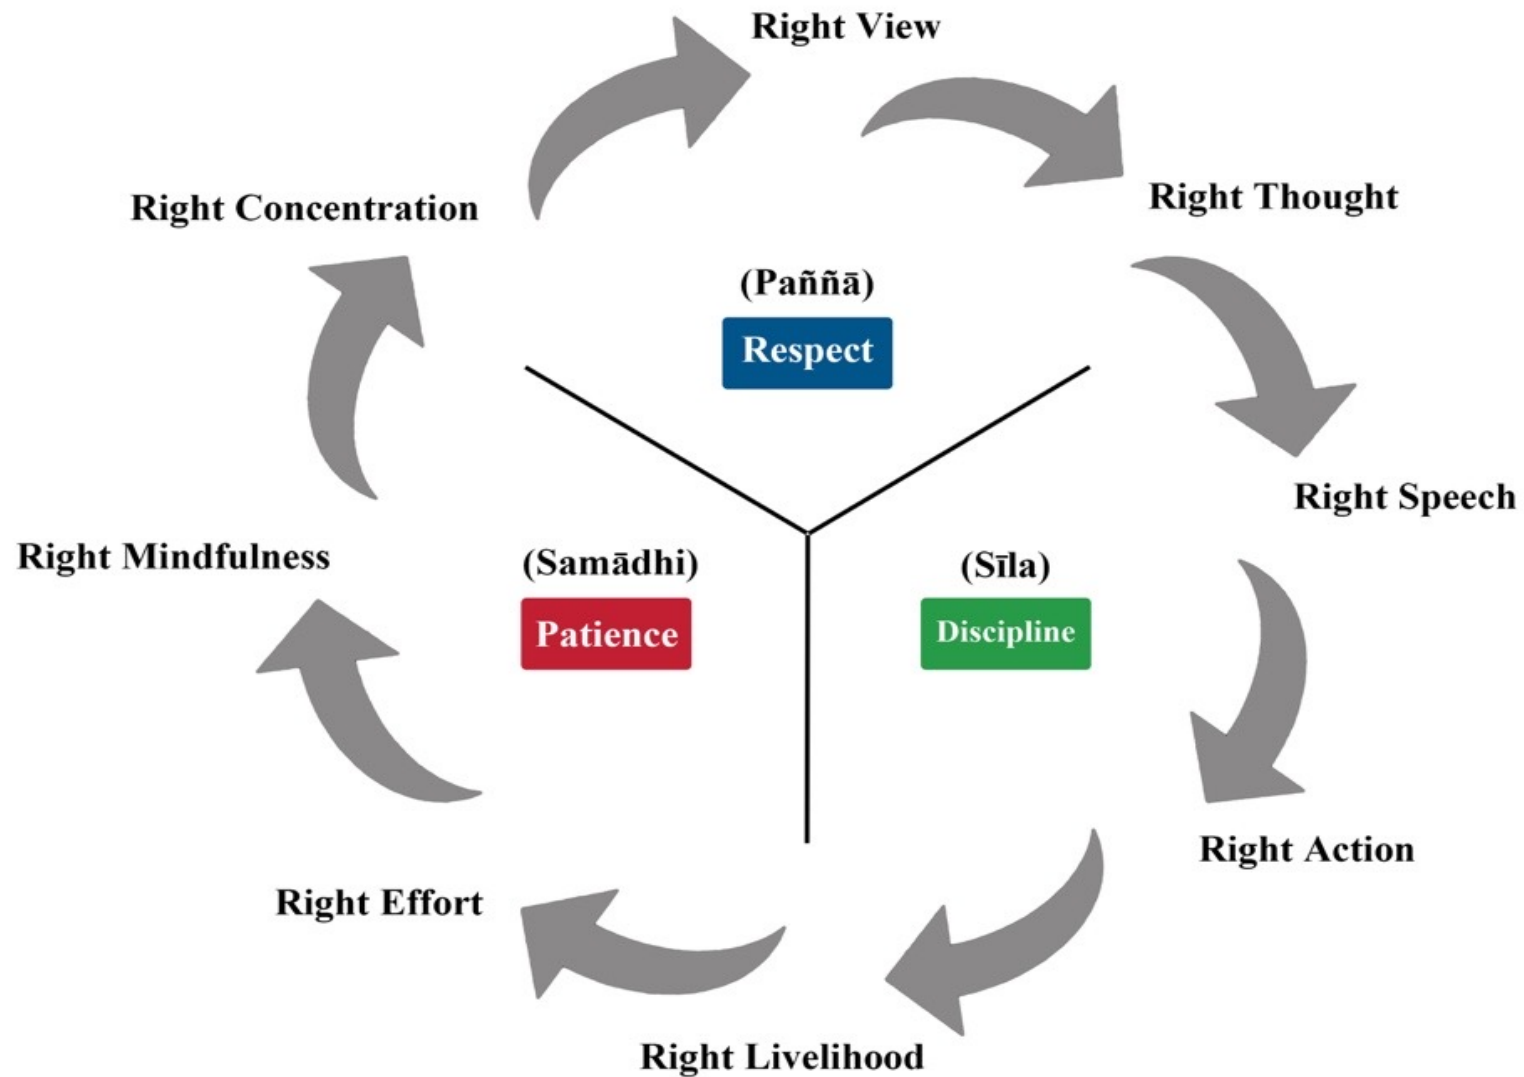 Right View
Right Thought
Right Concentration
(Paññā)
Respect
Right Speech
Right Mindfulness
(Samādhi)
Patience
(Sīla)
Discipline
Right Action
Right Effort
Right Livelihood